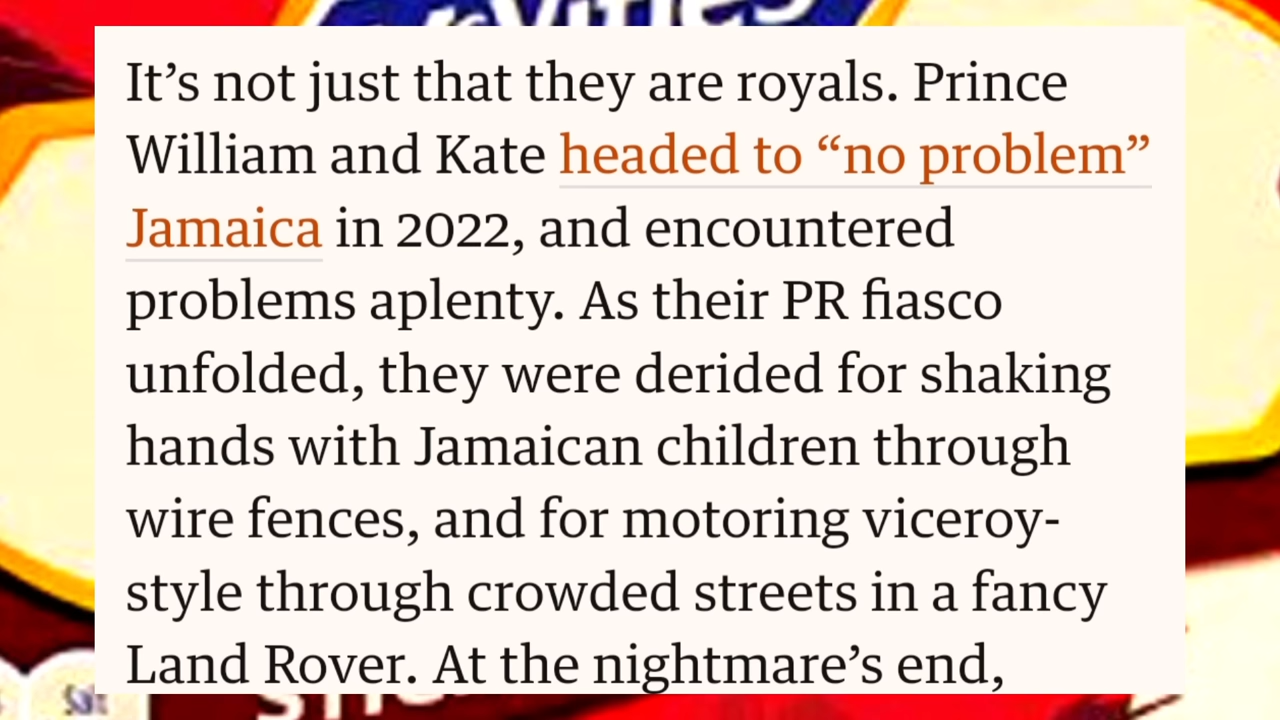 It’s not just that they are royals. Prince
William and Kate headed to “no problem”
Jamaica in 2022, and encountered
problems aplenty. As their PR fiasco
unfolded, they were derided for shaking
hands with Jamaican children through
wire fences, and for motoring viceroy-
style through crowded streets in a fancy
Land Rover. At the nightmare’s end,